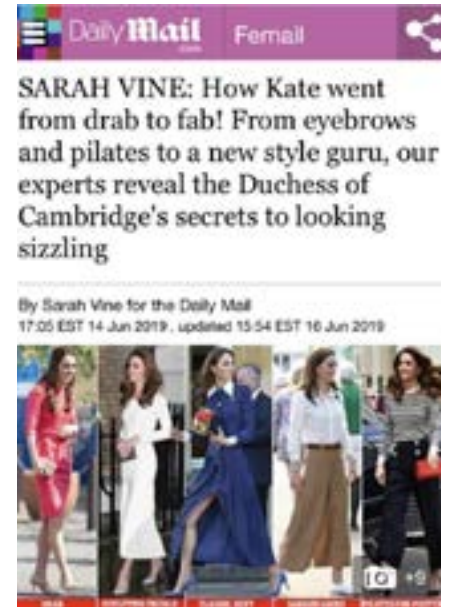 Daily Mail .com Femail
SARAH VINE: How Kate went
from drab to fab! From eyebrows
and pilates to a new style guru, our
experts reveal the Duchess of
Cambridge's secrets to looking
sizzling
By Sarah Vine for the Daily Mail
17:05 EST 14 Jun 2019, updated 15:54 EST 16 Jun 2019
+9
DRAB